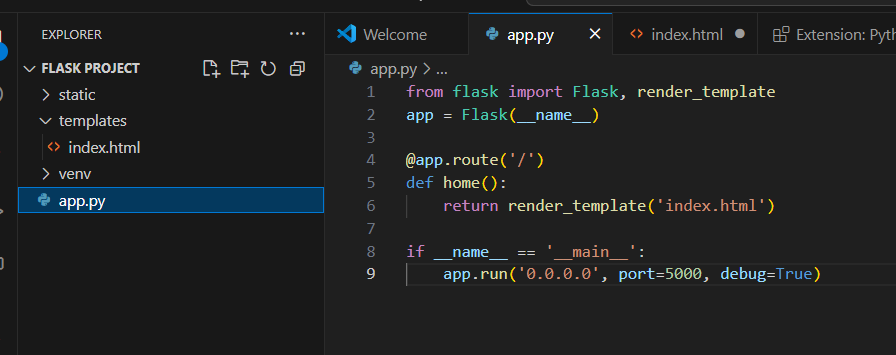 EXPLORER
FLASK PROJECT
static
templates
index.html
venv
app.py
Welcome
app.py
index.html
Extension: Pyth
app.py > ...
1 from flask import Flask, render_template
2 app = Flask(__name__)
3
4 @app.route('/')
5 def home():
6     return render_template('index.html')
7
8 if __name__ == '__main__':
9     app.run('0.0.0.0', port=5000, debug=True)